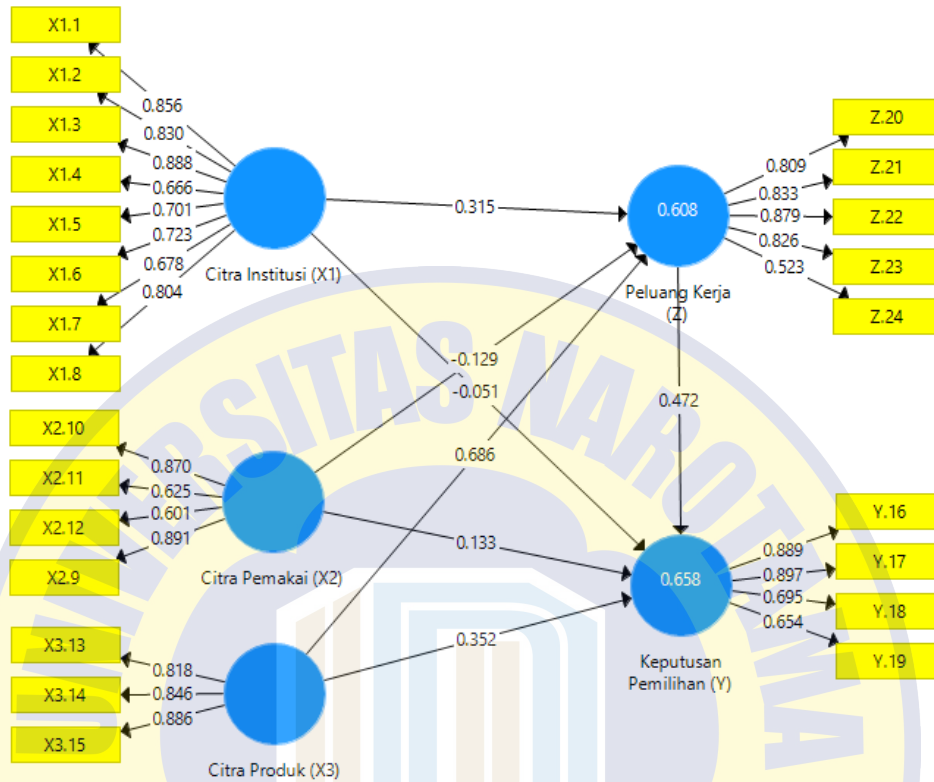 X1.1
X1.2
X1.3
X1.4
X1.5
X1.6
X1.7
X1.8
0.856
0.830
0.888
0.666
0.701
0.723
0.678
0.804
Citra Institusi (X1)
X2.10
X2.11
X2.12
X2.9
0.870
0.625
0.601
0.891
Citra Pemakai (X2)
X3.13
X3.14
X3.15
0.818
0.846
0.886
Citra Produk (X3)
0.315
-0.129
-0.051
0.686
0.133
0.352
0.472
0.608
Peluang Kerja
(Z)
0.809
0.833
0.879
0.826
0.523
Z.20
Z.21
Z.22
Z.23
Z.24
0.658
Keputusan
Pemilihan (Y)
0.889
0.897
0.695
0.654
Y.16
Y.17
Y.18
Y.19
UNIVERSITAS NAROTAMA